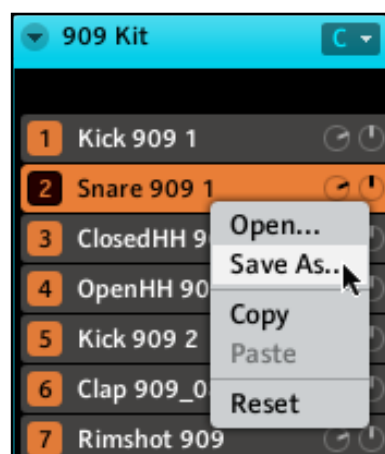 909 Kit C
1 Kick 909 1
2 Snare 909 1
Open...
3 ClosedHH 9
Save As..
4 OpenHH 90
Copy
5 Kick 909 2
Paste
6 Clap 909_0
Reset
7 Rimshot 909